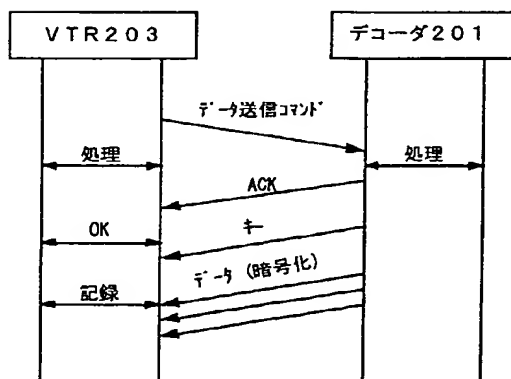 VTR203
デコーダ201
データ送信コマンド
処理
処理
ACK
OK
キー
データ (暗号化)
記録